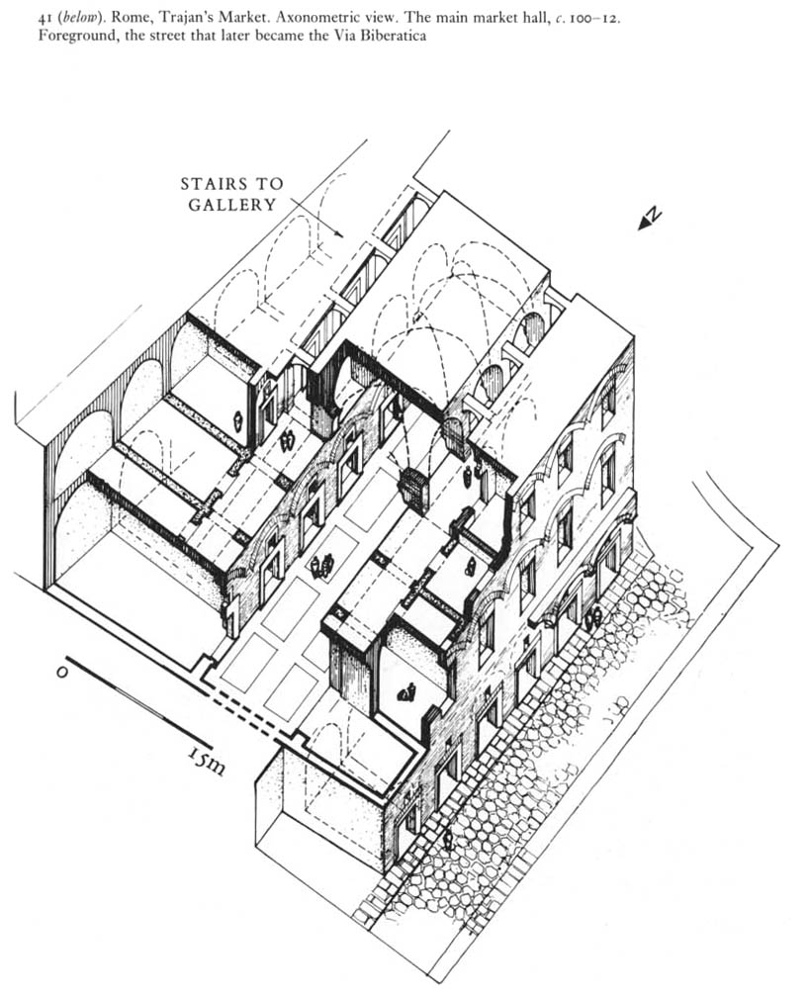 41 (below). Rome, Trajan's Market. Axonometric view. The main market hall, c. 100–12.
Foreground, the street that later became the Via Biberatica
STAIRS TO
GALLERY
N
0
15m